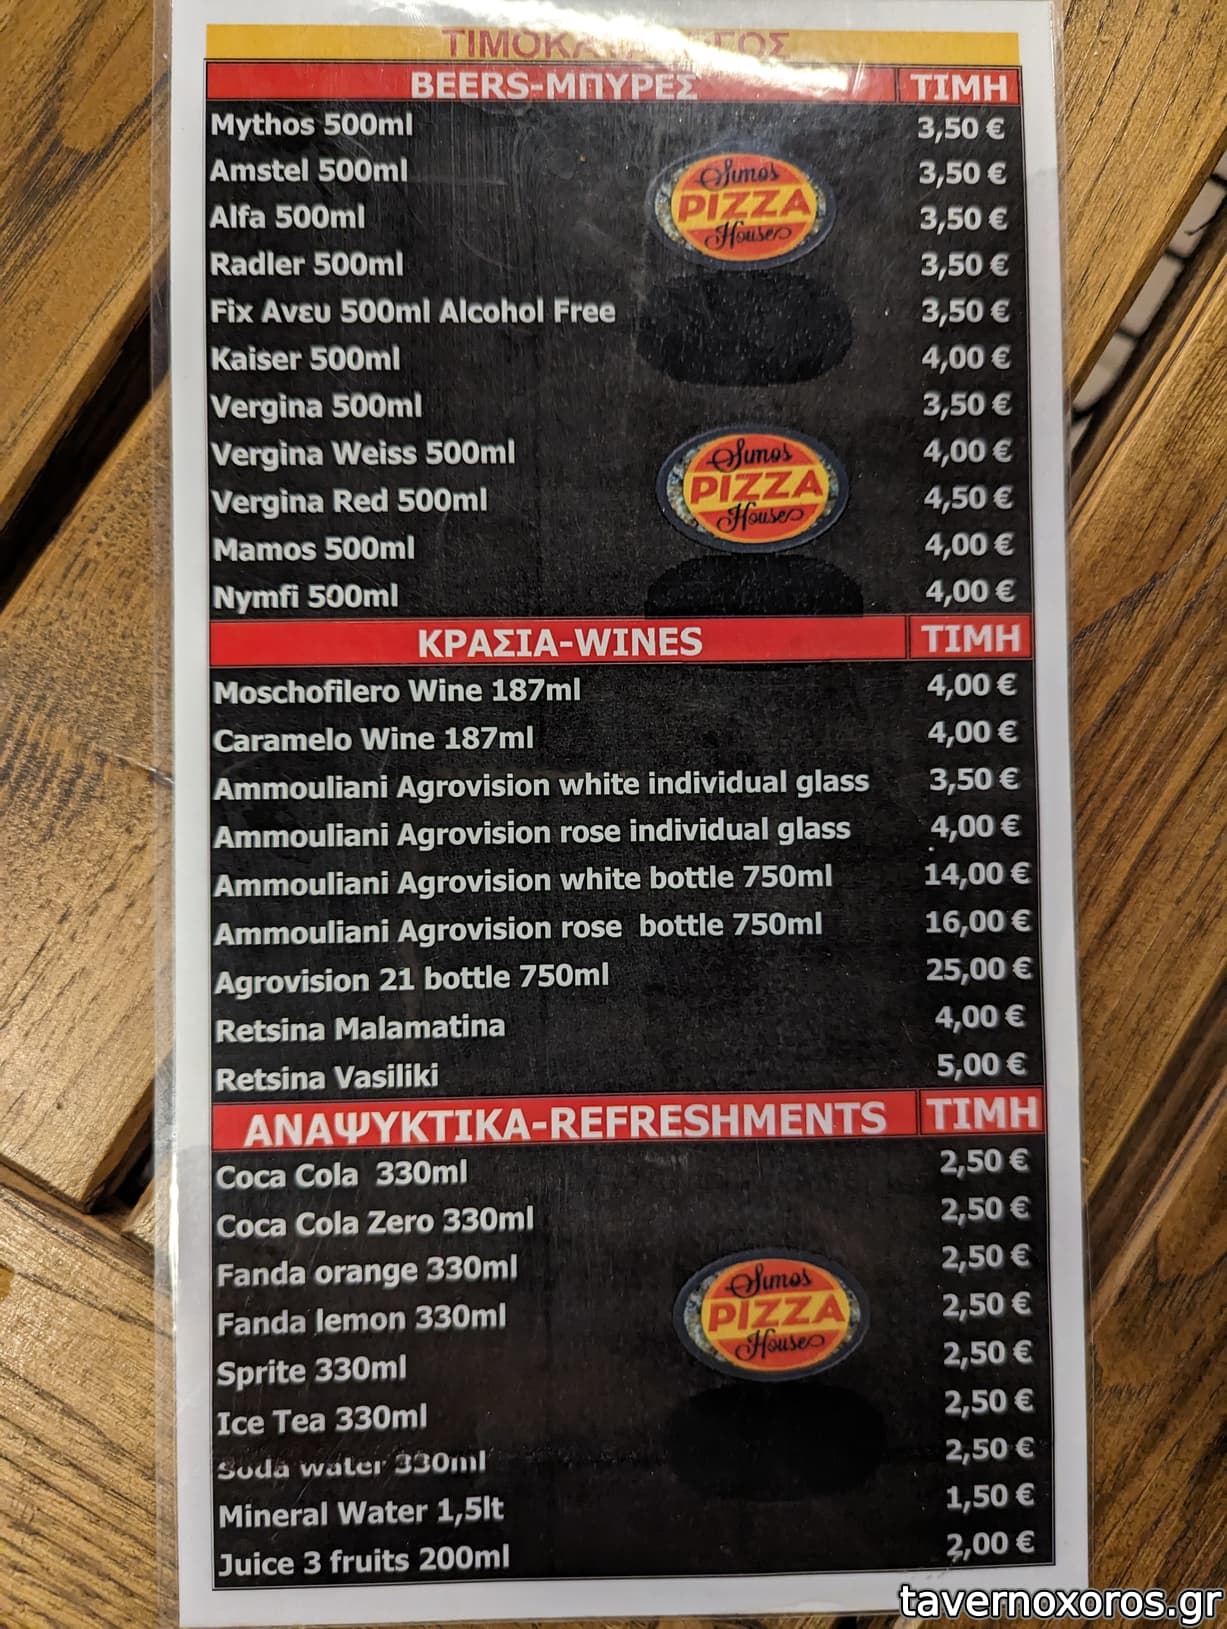 ΤΙΜΟΚΑΤΑΛΟΓΟΣ
BEERS-ΜΠΥΡΕΣ ΤΙΜΗ
Mythos 500ml 3,50 €
Amstel 500ml 3,50 €
Simos
PIZZA
House
Alfa 500ml 3,50 €
Radler 500ml 3,50 €
Fix Ανευ 500ml Alcohol Free 3,50 €
Kaiser 500ml 4,00 €
Vergina 500ml 3,50 €
Vergina Weiss 500ml 4,00 €
Simos
PIZZA
House
Vergina Red 500ml 4,50 €
Mamos 500ml 4,00 €
Nymfi 500ml 4,00 €
ΚΡΑΣΙΑ-WINES ΤΙΜΗ
Moschofilero Wine 187ml 4,00 €
Caramelo Wine 187ml 4,00 €
Ammouliani Agrovision white individual glass 3,50 €
Ammouliani Agrovision rose individual glass 4,00 €
Ammouliani Agrovision white bottle 750ml 14,00 €
Ammouliani Agrovision rose bottle 750ml 16,00 €
Agrovision 21 bottle 750ml 25,00 €
Retsina Malamatina 4,00 €
Retsina Vasiliki 5,00 €
ΑΝΑΨΥΚΤΙΚΑ-REFRESHMENTS ΤΙΜΗ
Coca Cola 330ml 2,50 €
Coca Cola Zero 330ml 2,50 €
Fanda orange 330ml 2,50 €
Simos
PIZZA
House
Fanda lemon 330ml 2,50 €
Sprite 330ml 2,50 €
Ice Tea 330ml 2,50 €
Soda water 330ml 2,50 €
Mineral Water 1,5lt 1,50 €
Juice 3 fruits 200ml 2,00 €
tavernoxoros.gr